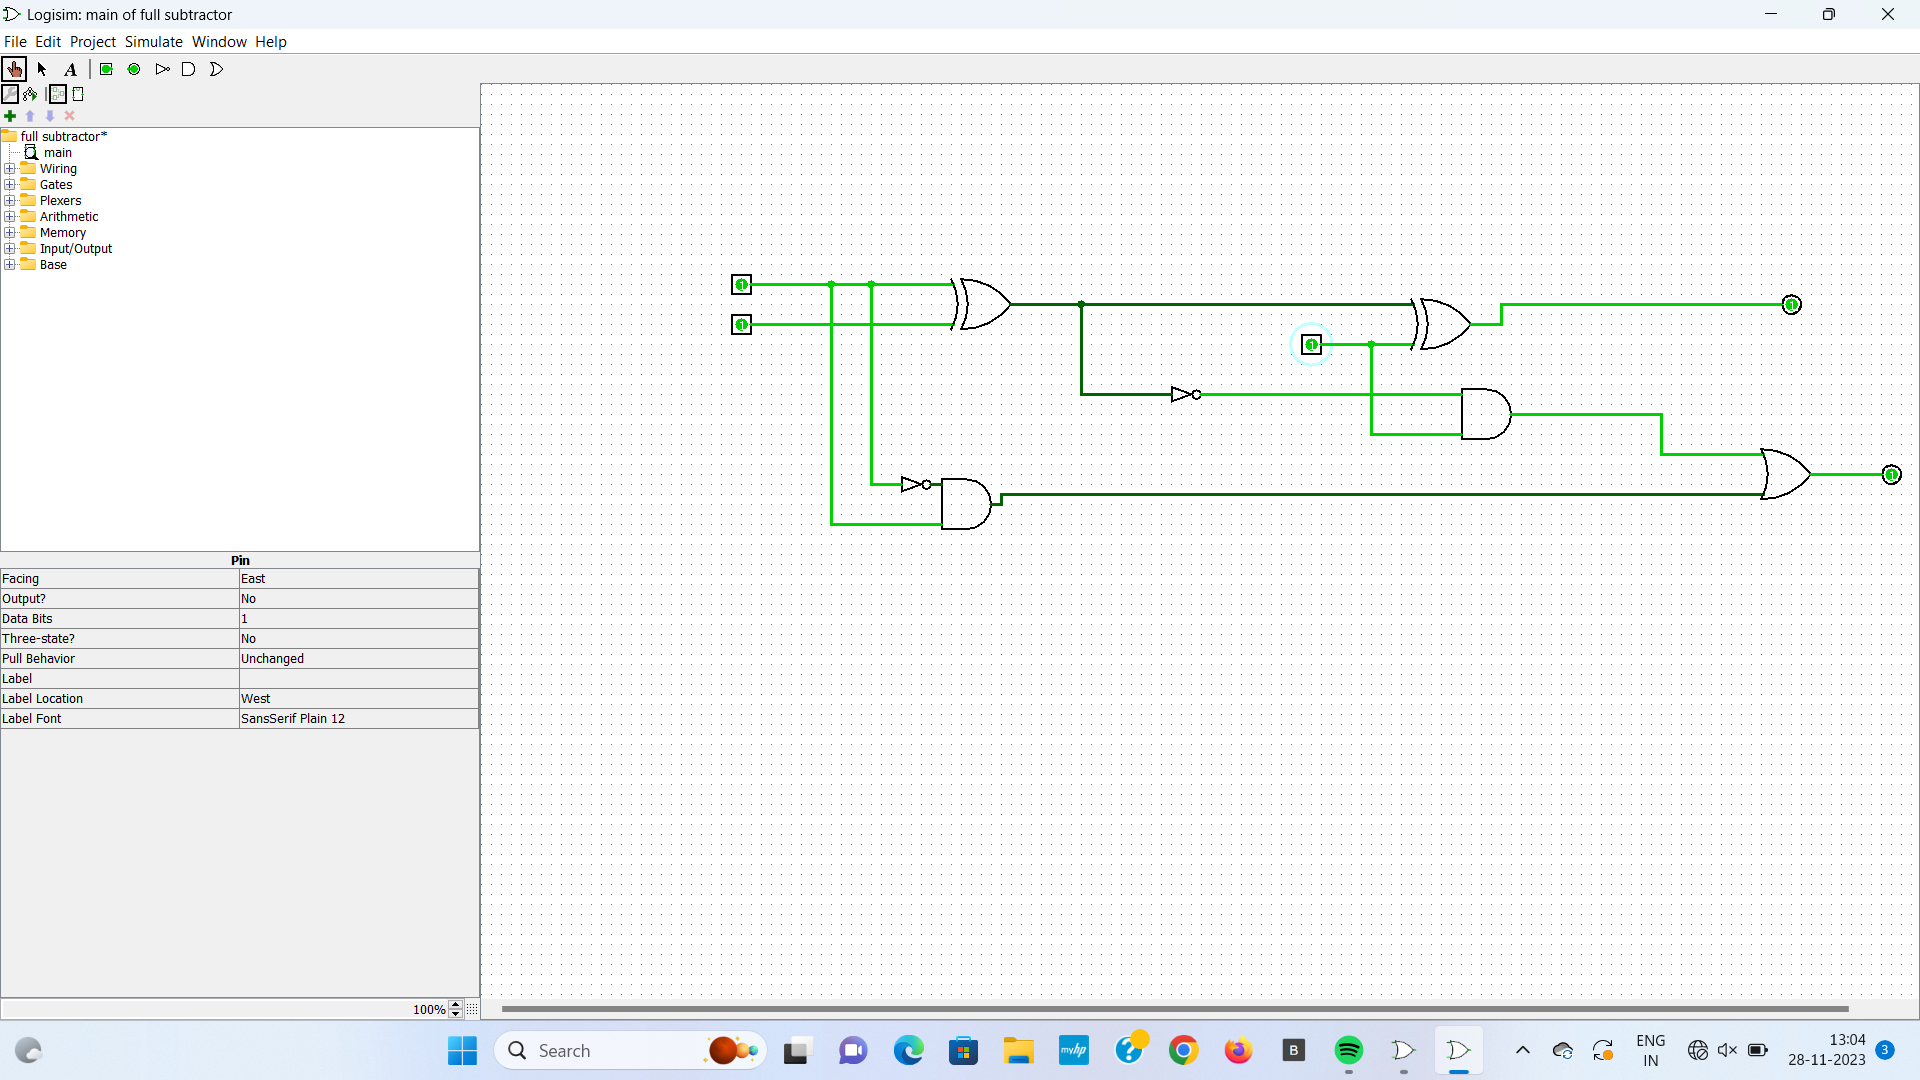 Logisim: main of full subtractor
File Edit Project Simulate Window Help
A
full subtractor*
main
Wiring
Gates
Plexers
Arithmetic
Memory
Input/Output
Base
1
1
1
1
1
Pin
Facing East
Output? No
Data Bits 1
Three-state? No
Pull Behavior Unchanged
Label
Label Location West
Label Font SansSerif Plain 12
100%
Search
myhp
?
B
ENG
IN
13:04
28-11-2023
3